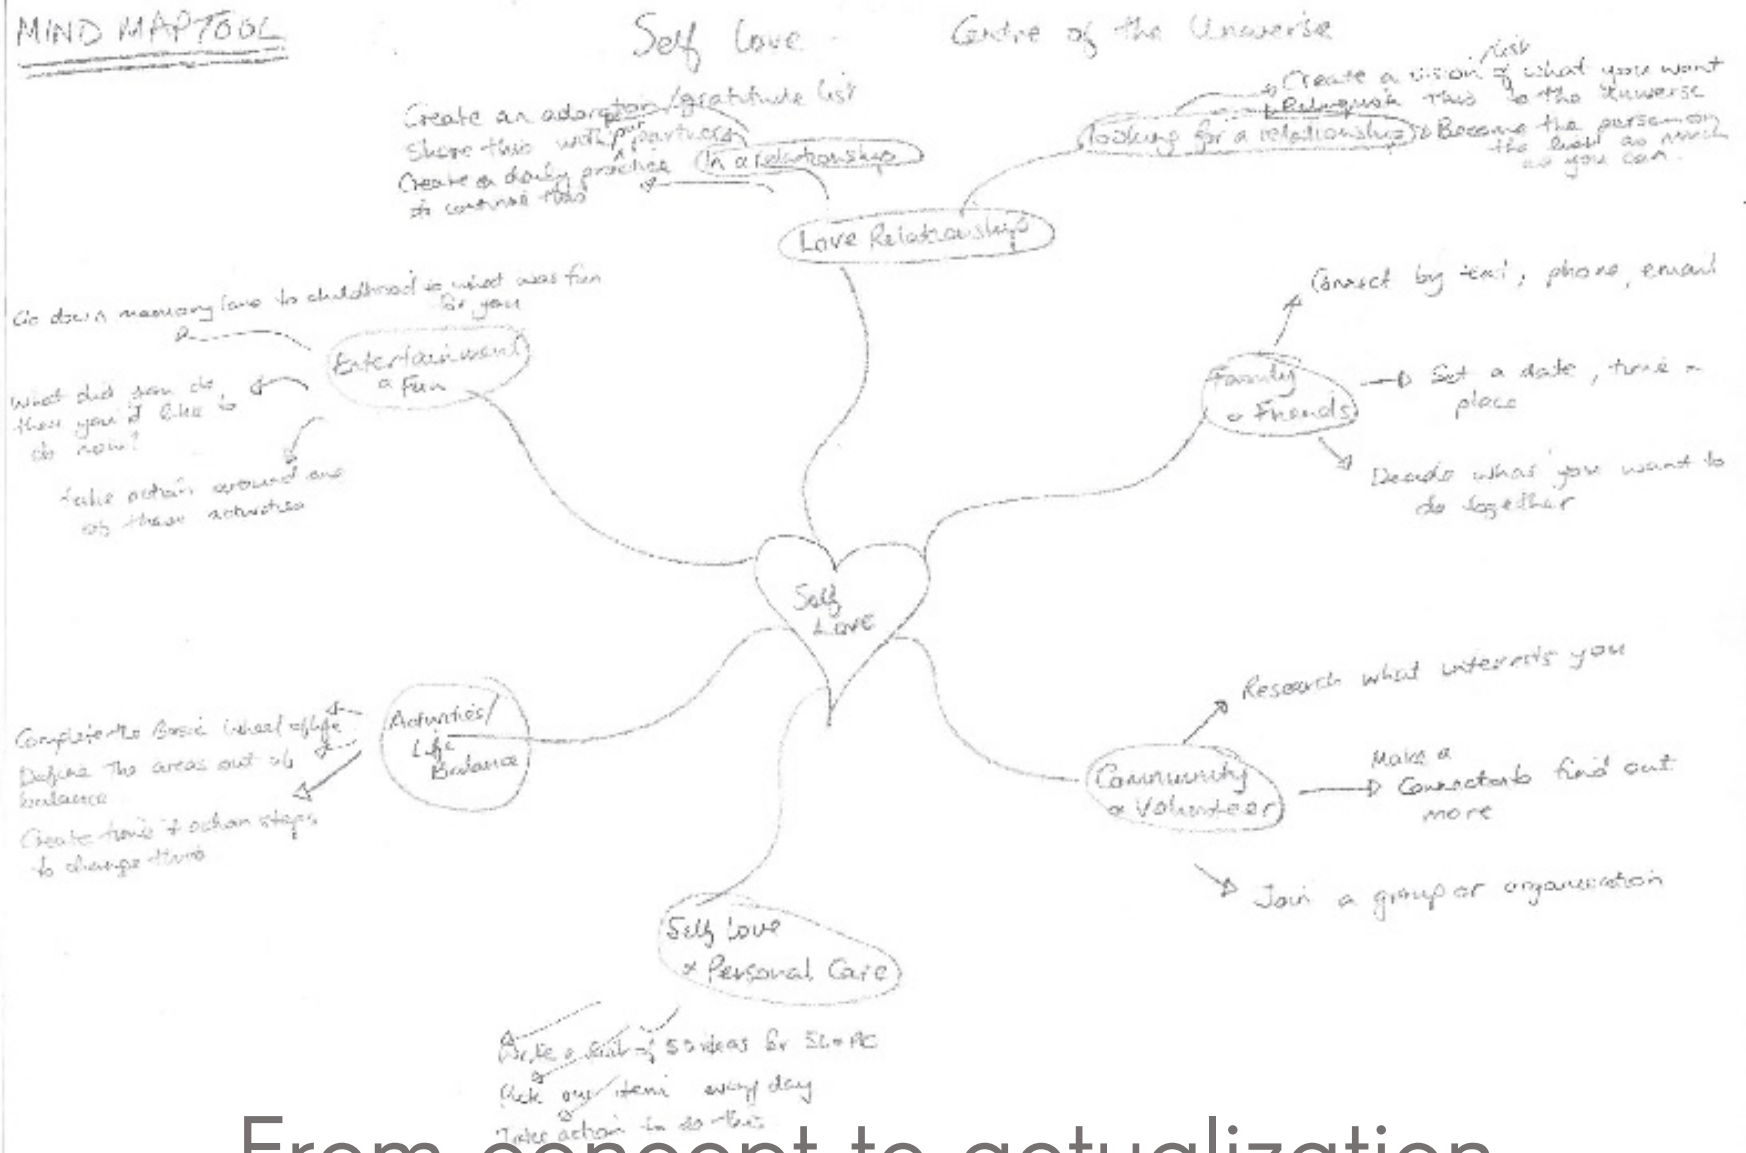 MIND MAP TOOL
Self Love - Centre of the Universe
Create an adoration/gratitude list
Share this with your partner
Create a daily practice
to continue this
In a relationship
looking for a relationship
Create a vision list of what you want
Relinquish this to the Universe
Become the person on
the list as much
as you can.
Love Relationship
Go down memory lane to childhood & what was fun
for you
Entertainment
& Fun
What did you do
then you'd like to
do now?
take action around one
of these activities
Family
& Friends
Connect by text, phone, email
Set a date, time &
place
Decide what you want to
do together
Self
Love
Activities/
Life
Balance
Complete the Basic Wheel of life
Define the areas out of
balance
Create time & action steps
to change this
Community
& Volunteer
Research what interests you
Make a
Connection to find out
more
Join a group or organization
Self Love
& Personal Care
Write a list of 50 ideas for SL & PC
Pick one item every day
Take action to do this
From concept to actualization